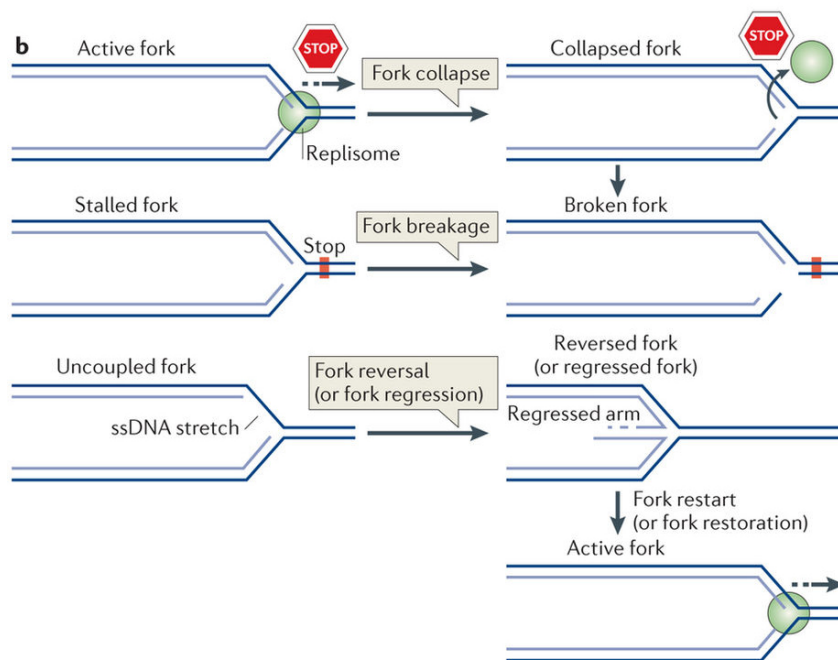 b
Active fork
STOP
Fork collapse
STOP
Collapsed fork
Replisome
Stalled fork
Stop
Fork breakage
Broken fork
Uncoupled fork
ssDNA stretch
Fork reversal
(or fork regression)
Reversed fork
(or regressed fork)
Regressed arm
Fork restart
(or fork restoration)
Active fork